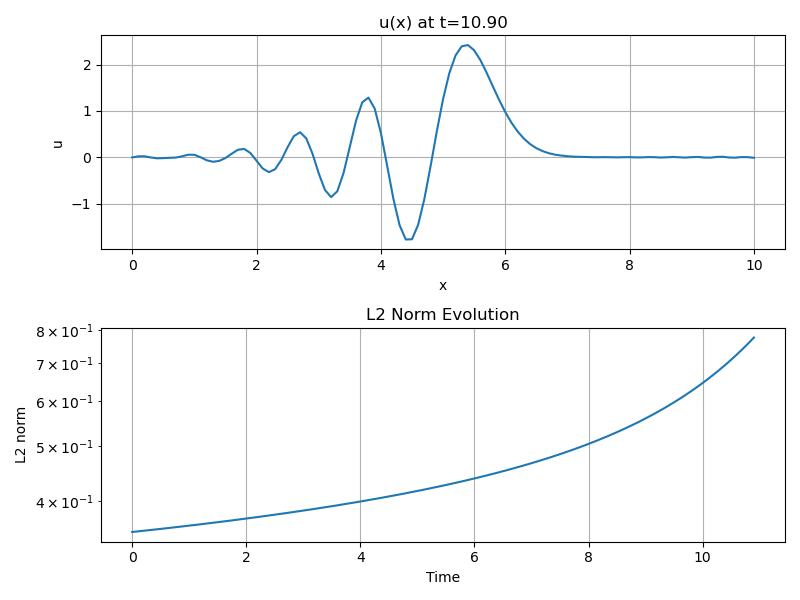 u(x) at t=10.90
u
2
1
0
−1
0 2 4 6 8 10
x
L2 Norm Evolution
L2 norm
8 × 10⁻¹
7 × 10⁻¹
6 × 10⁻¹
5 × 10⁻¹
4 × 10⁻¹
0 2 4 6 8 10
Time